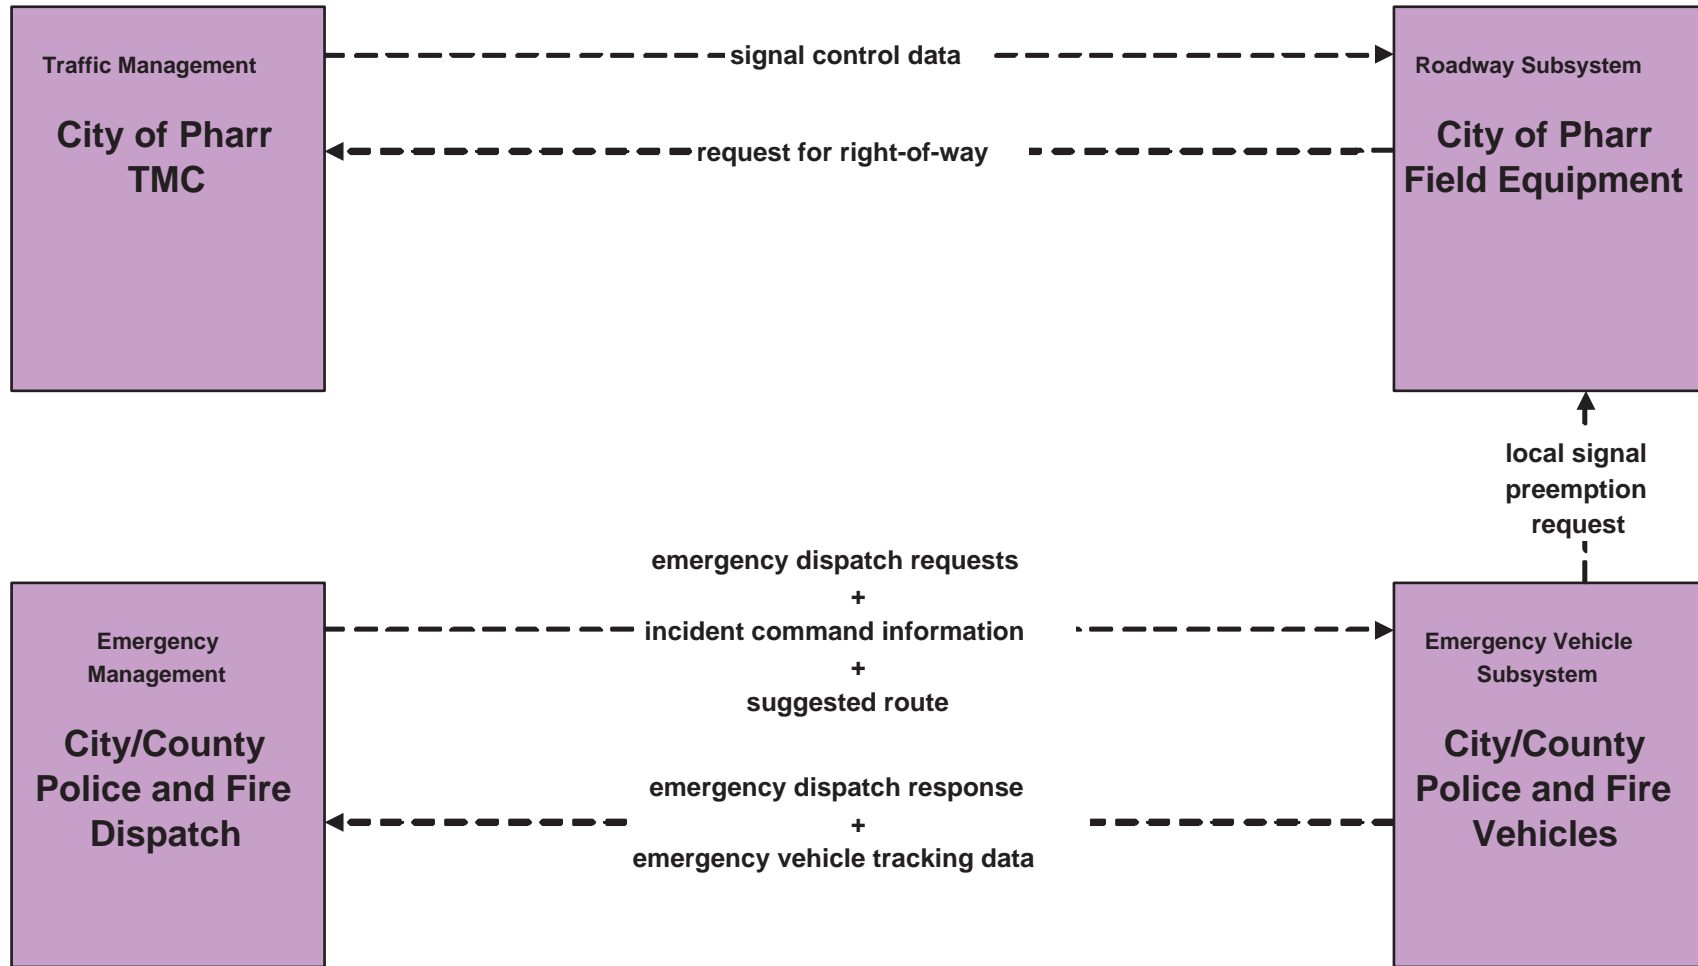 Traffic Management
City of Pharr
TMC
signal control data
request for right-of-way
Roadway Subsystem
City of Pharr
Field Equipment
local signal
preemption
request
Emergency
Management
City/County
Police and Fire
Dispatch
emergency dispatch requests
+
incident command information
+
suggested route
emergency dispatch response
+
emergency vehicle tracking data
Emergency Vehicle
Subsystem
City/County
Police and Fire
Vehicles